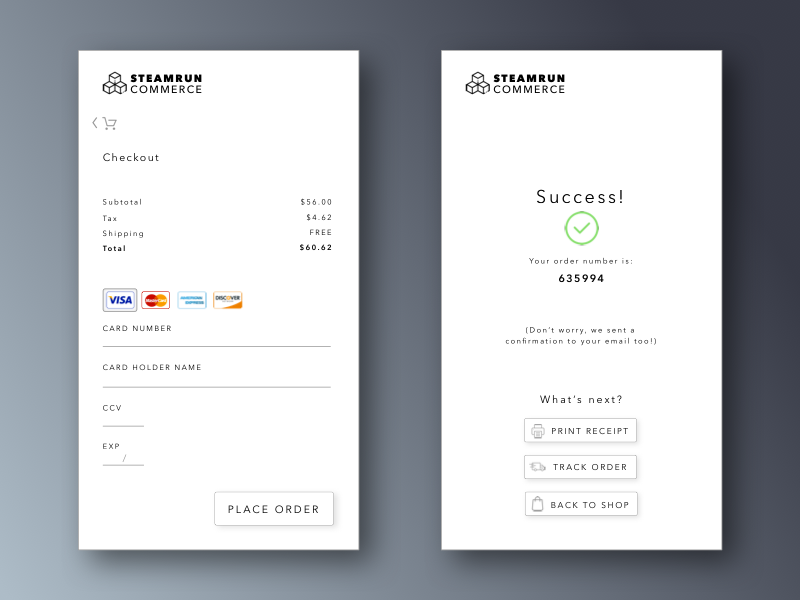 STEAMRUN
COMMERCE
Checkout
Subtotal $56.00
Tax $4.62
Shipping FREE
Total $60.62
VISA MasterCard AMERICAN EXPRESS DISCOVER
CARD NUMBER
CARD HOLDER NAME
CCV
EXP
/
PLACE ORDER
STEAMRUN
COMMERCE
Success!
Your order number is:
635994
(Don't worry, we sent a
confirmation to your email too!)
What's next?
PRINT RECEIPT
TRACK ORDER
BACK TO SHOP